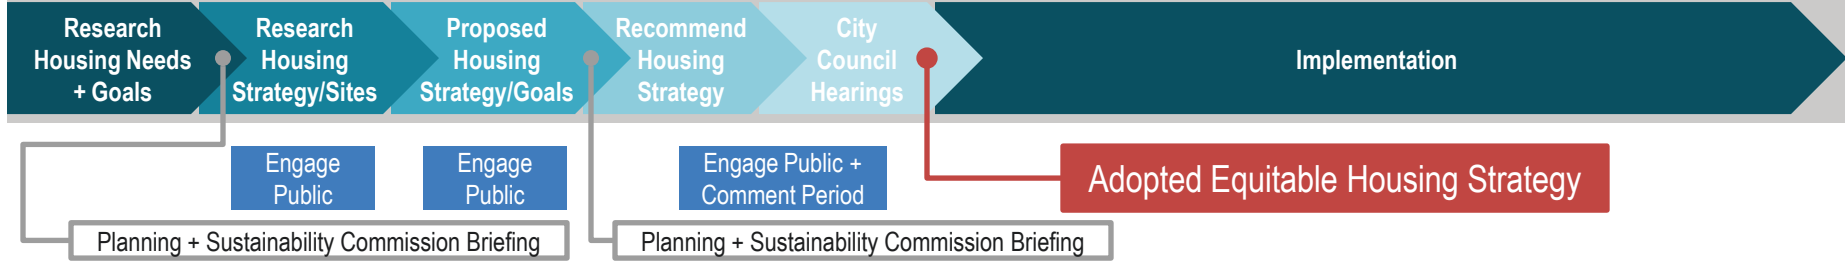 Research
Housing Needs
+ Goals
Research
Housing
Strategy/Sites
Proposed
Housing
Strategy/Goals
Recommend
Housing
Strategy
City
Council
Hearings
Implementation
Engage
Public
Engage
Public
Engage Public +
Comment Period
Adopted Equitable Housing Strategy
Planning + Sustainability Commission Briefing
Planning + Sustainability Commission Briefing